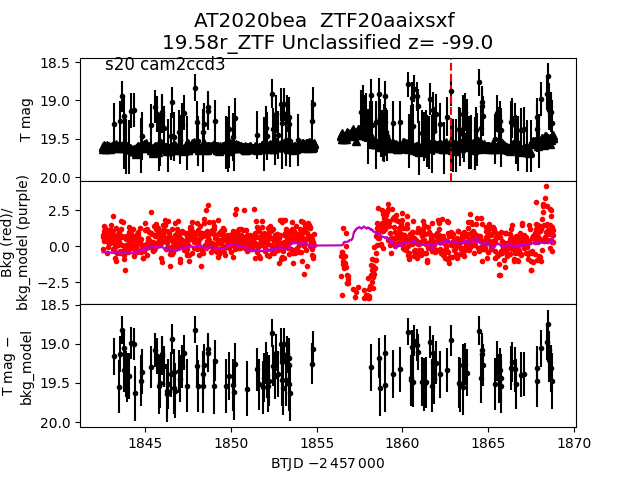 AT2020bea  ZTF20aaixsxf
19.58r_ZTF Unclassified z= -99.0
s20 cam2ccd3
18.5
19.0
19.5
20.0
T mag
2.5
0.0
−2.5
Bkg (red)/
bkg_model (purple)
18.5
19.0
19.5
20.0
T mag −
bkg_model
1845
1850
1855
1860
1865
1870
BTJD −2 457 000